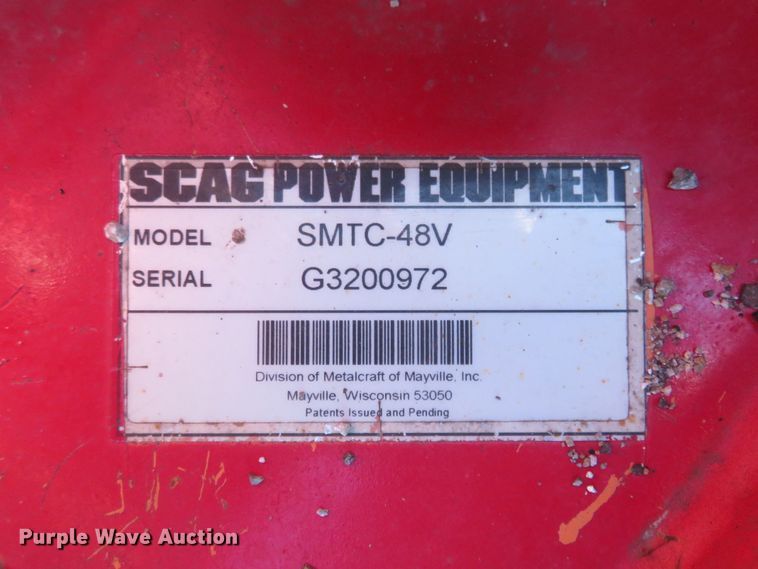 SCAG POWER EQUIPMENT
MODEL SMTC-48V
SERIAL G3200972
Division of Metalcraft of Mayville, Inc.
Mayville, Wisconsin 53050
Patents Issued and Pending
Purple Wave Auction